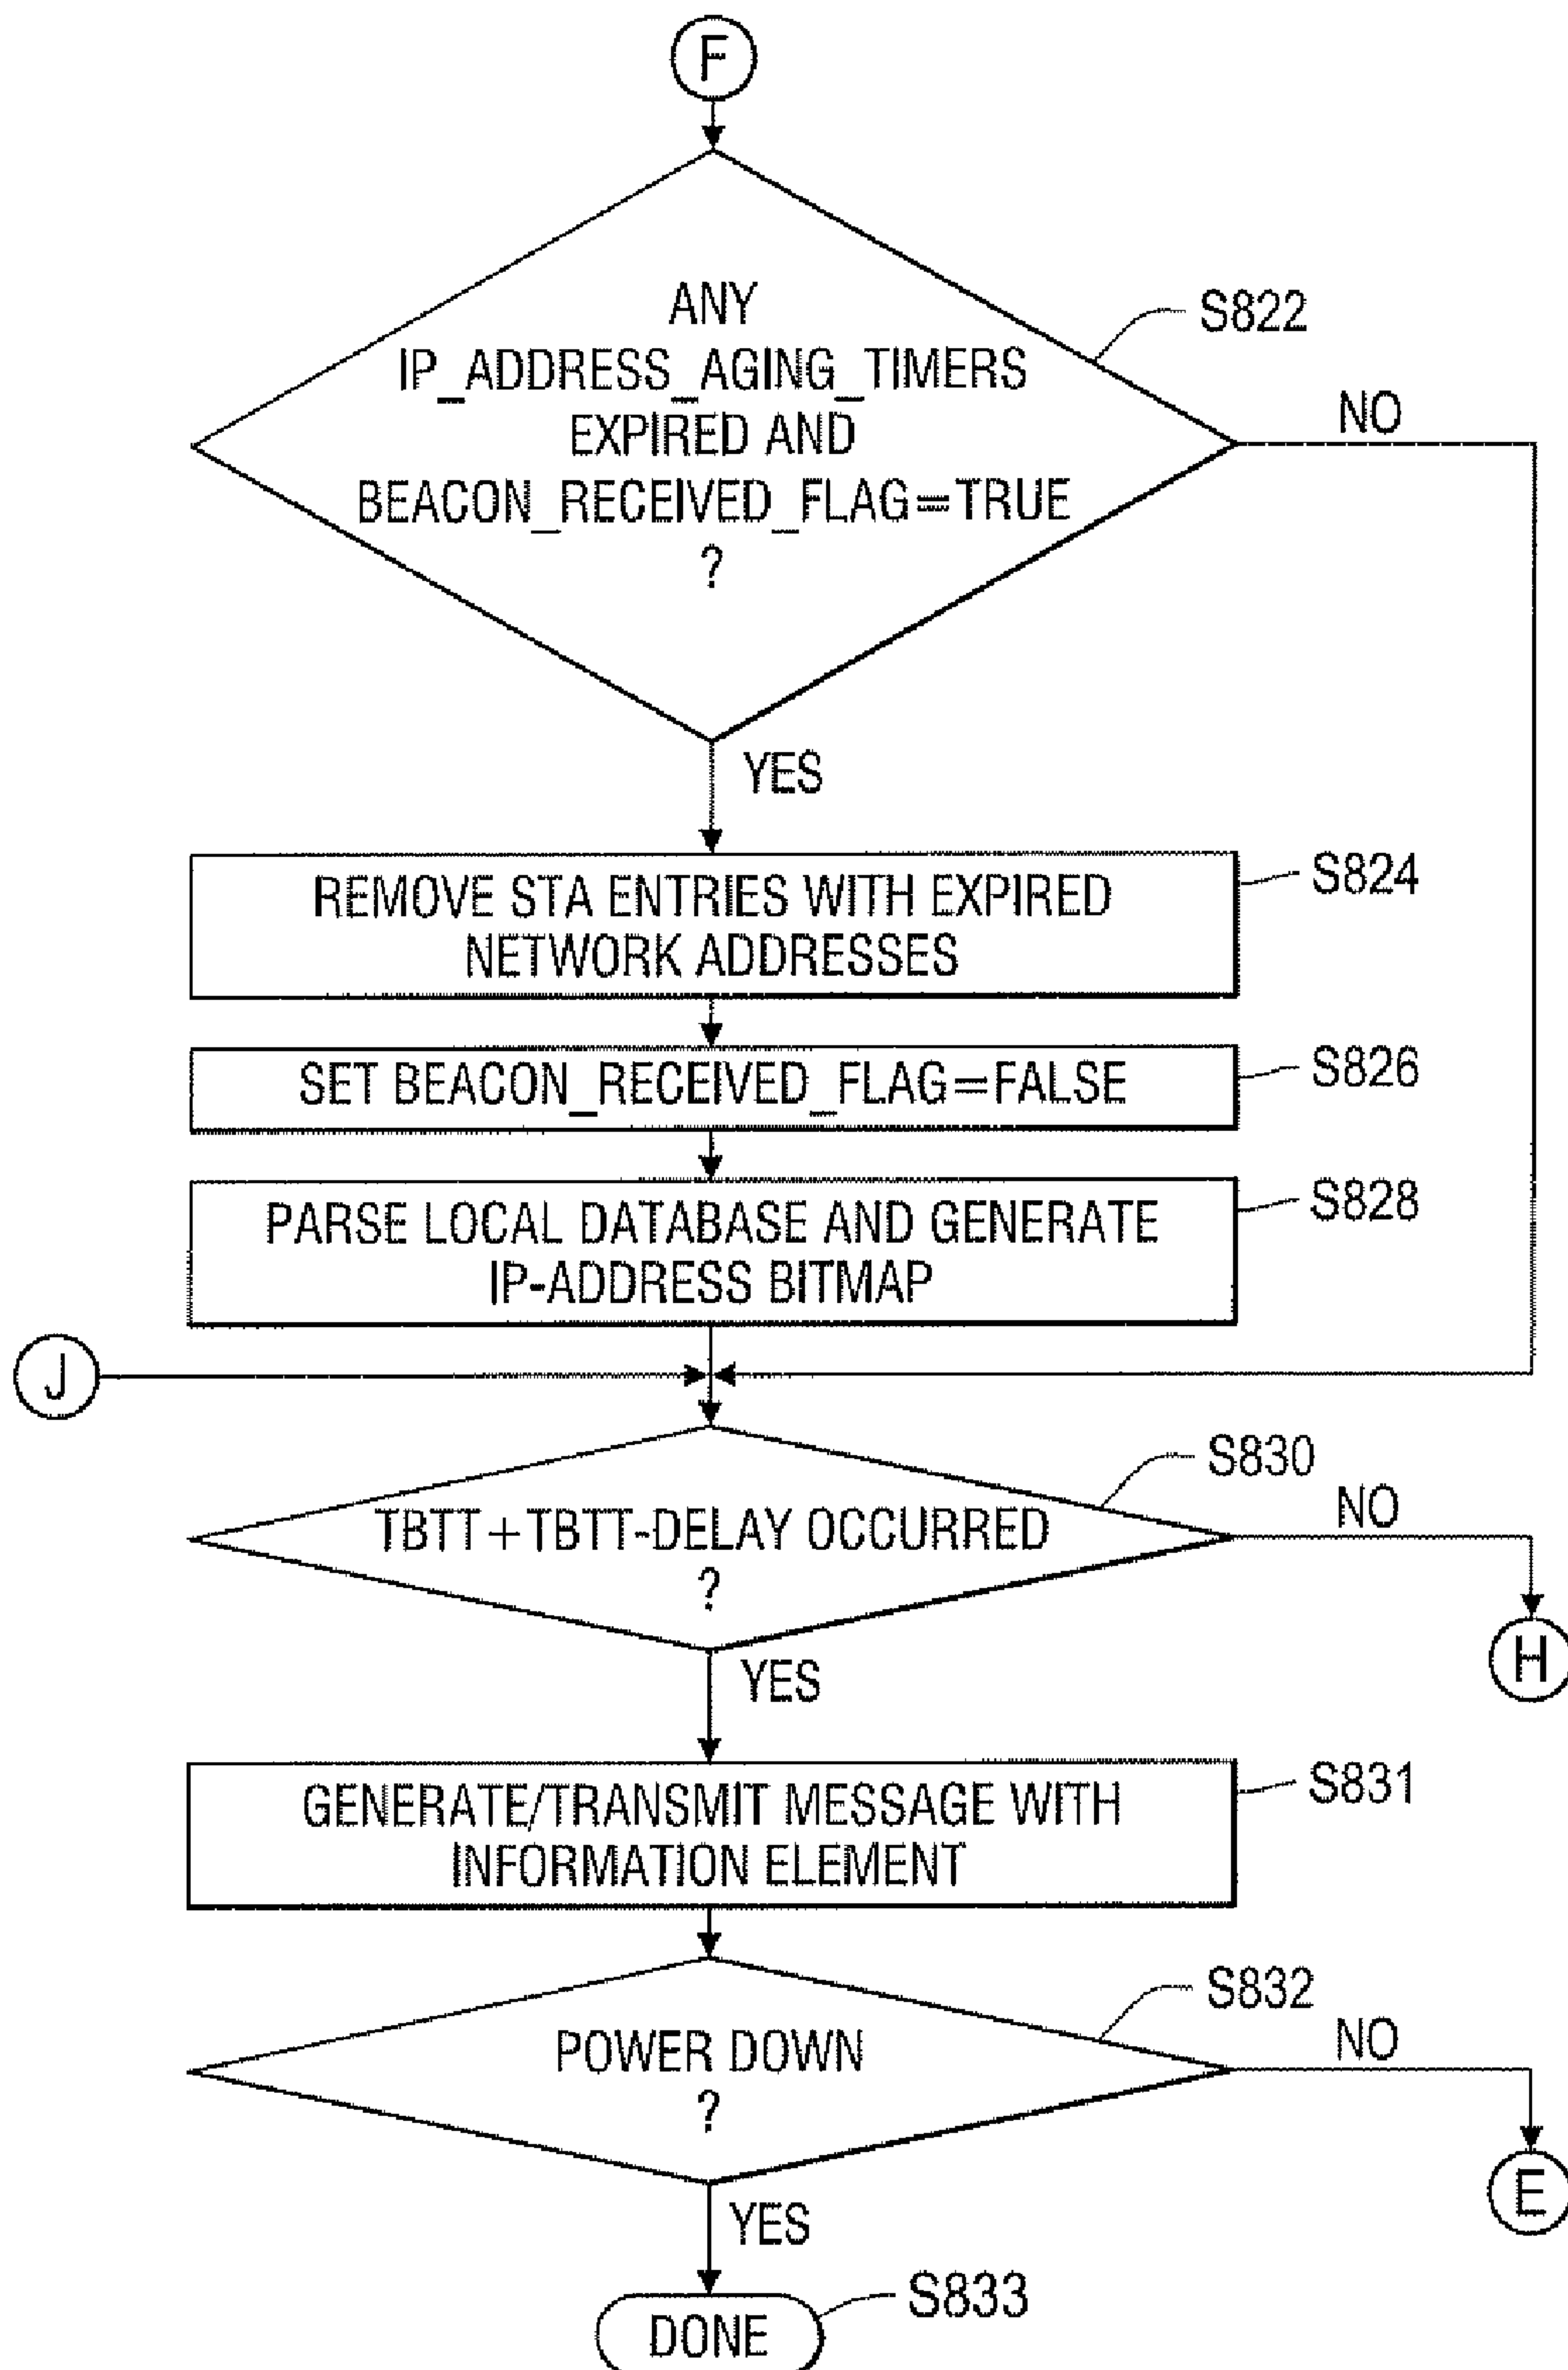 F
ANY
IP_ADDRESS_AGING_TIMERS
EXPIRED AND
BEACON_RECEIVED_FLAG=TRUE
?
S822
NO
YES
REMOVE STA ENTRIES WITH EXPIRED
NETWORK ADDRESSES
S824
SET BEACON_RECEIVED_FLAG=FALSE
S826
PARSE LOCAL DATABASE AND GENERATE
IP-ADDRESS BITMAP
S828
J
TBTT+TBTT-DELAY OCCURRED
?
S830
NO
H
YES
GENERATE/TRANSMIT MESSAGE WITH
INFORMATION ELEMENT
S831
POWER DOWN
?
S832
NO
E
YES
DONE
S833